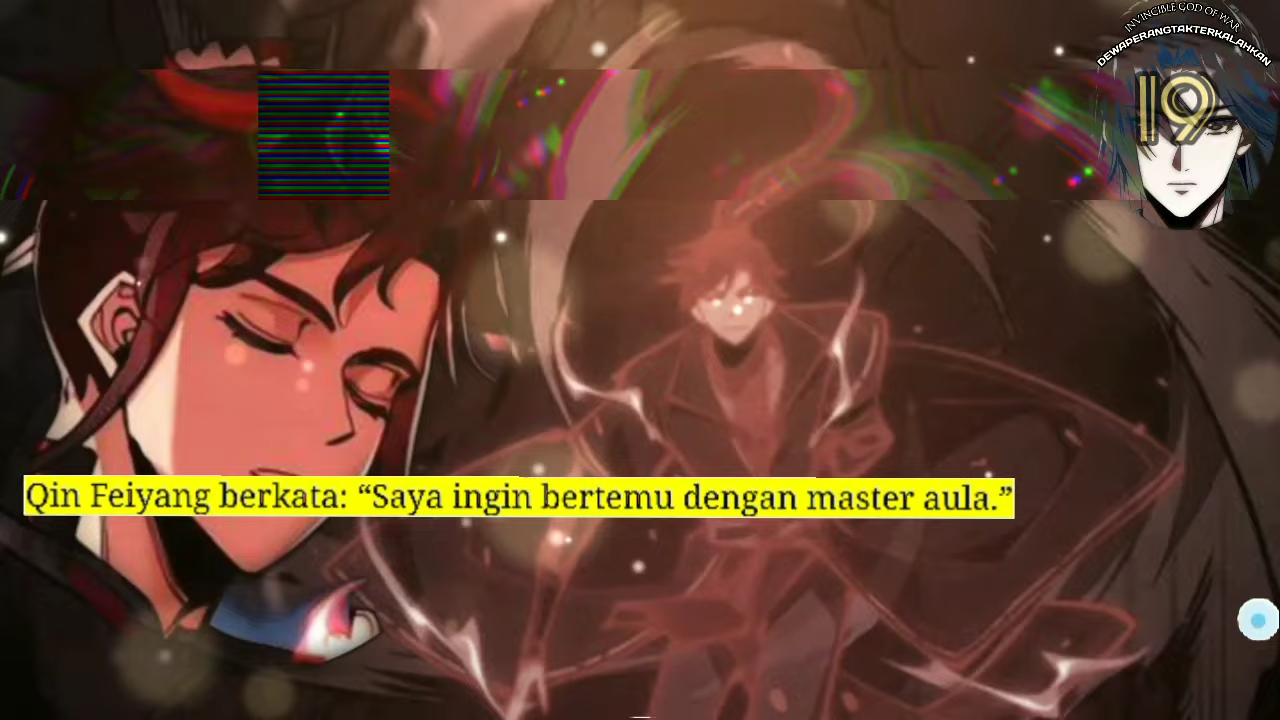 INVINCIBLE GOD OF WAR
DEWAPERANGTAKTERKALAHKAN
19
Qin Feiyang berkata: “Saya ingin bertemu dengan master aula.”